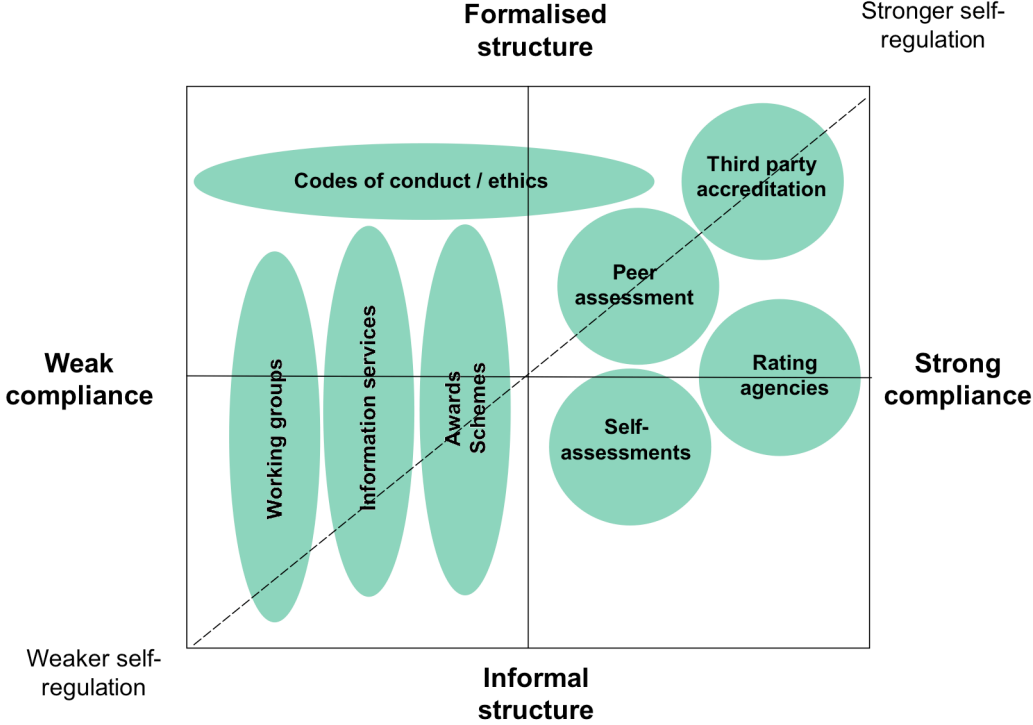 Formalised
structure
Stronger self-
regulation
Codes of conduct / ethics
Third party
accreditation
Peer
assessment
Weak
compliance
Working groups
Information services
Awards
Schemes
Rating
agencies
Strong
compliance
Self-
assessments
Weaker self-
regulation
Informal
structure